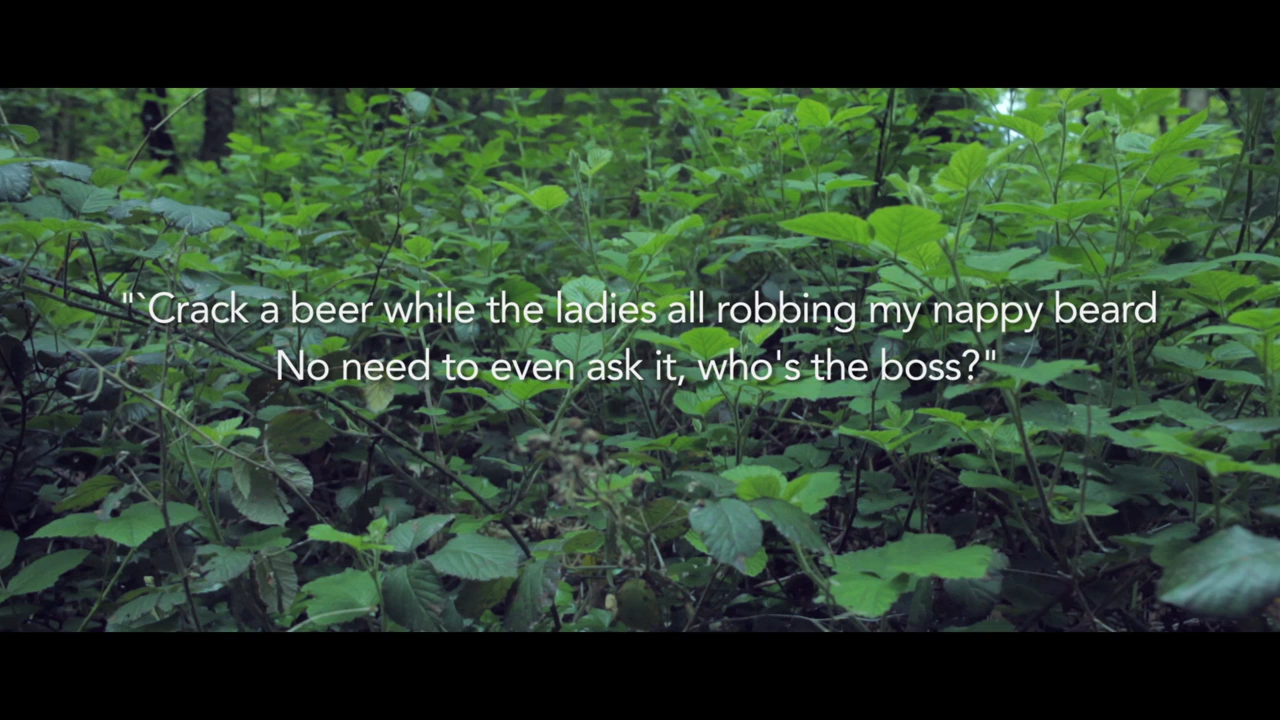 "`Crack a beer while the ladies all robbing my nappy beard
No need to even ask it, who's the boss?"